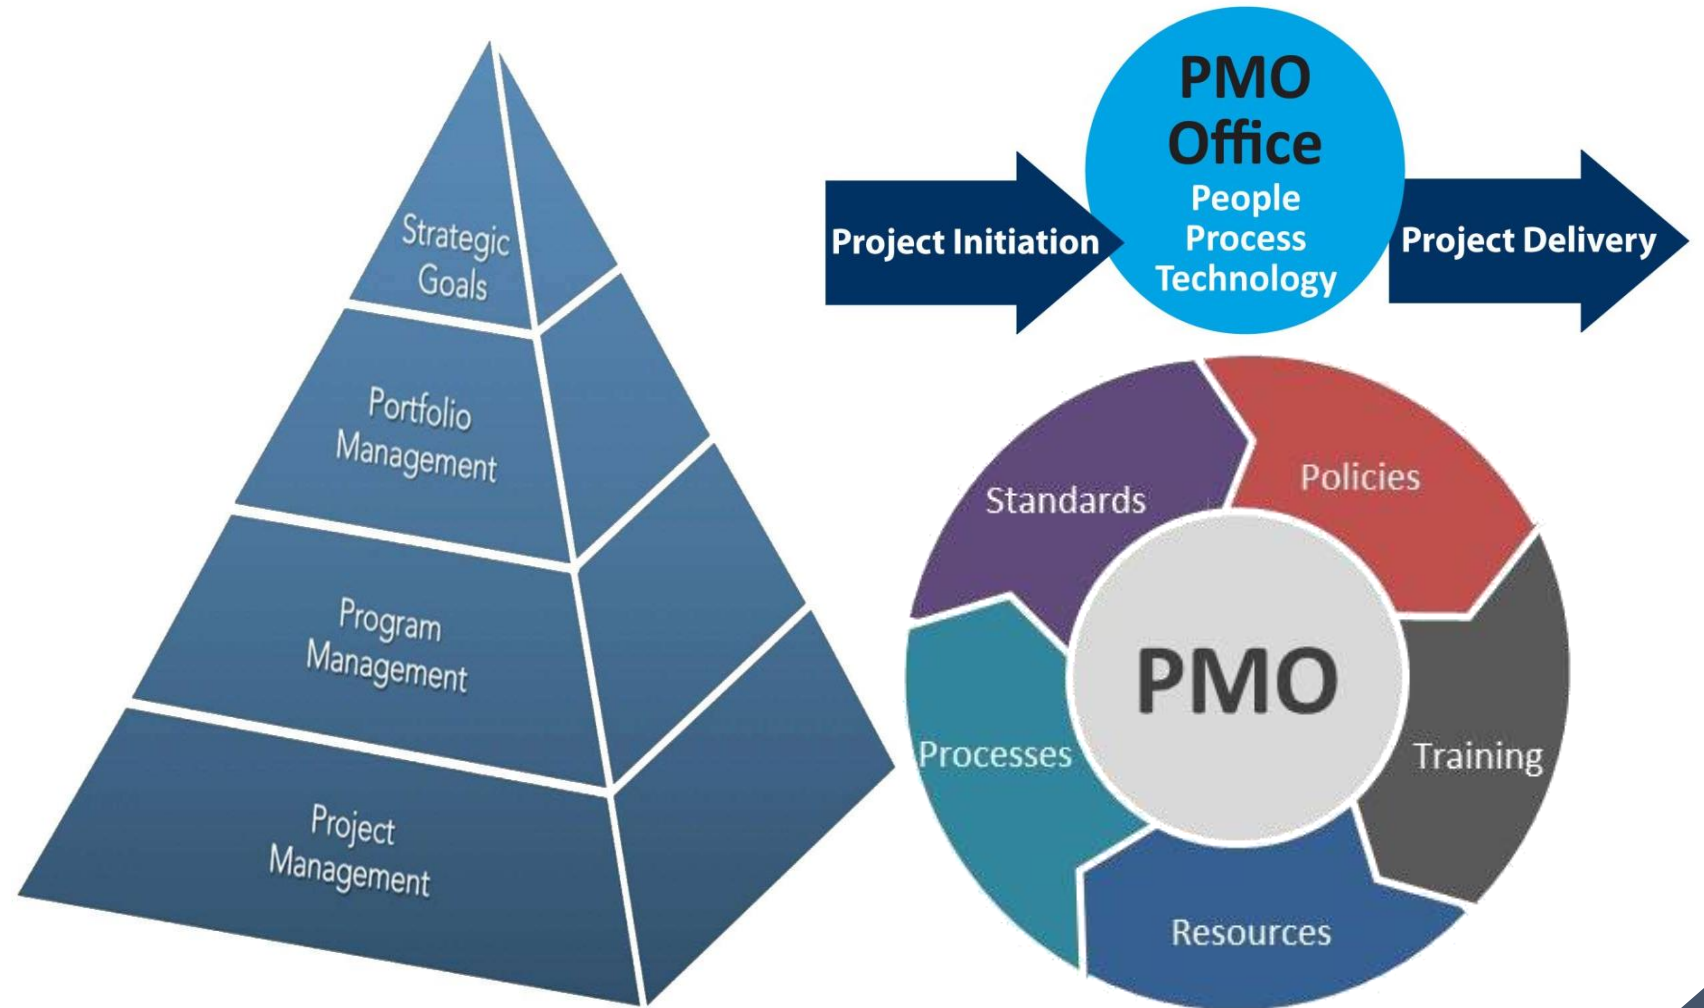 Strategic
Goals
Portfolio
Management
Program
Management
Project
Management
PMO
Office
People
Process
Technology
Project Initiation
Project Delivery
Standards
Policies
Processes
PMO
Training
Resources